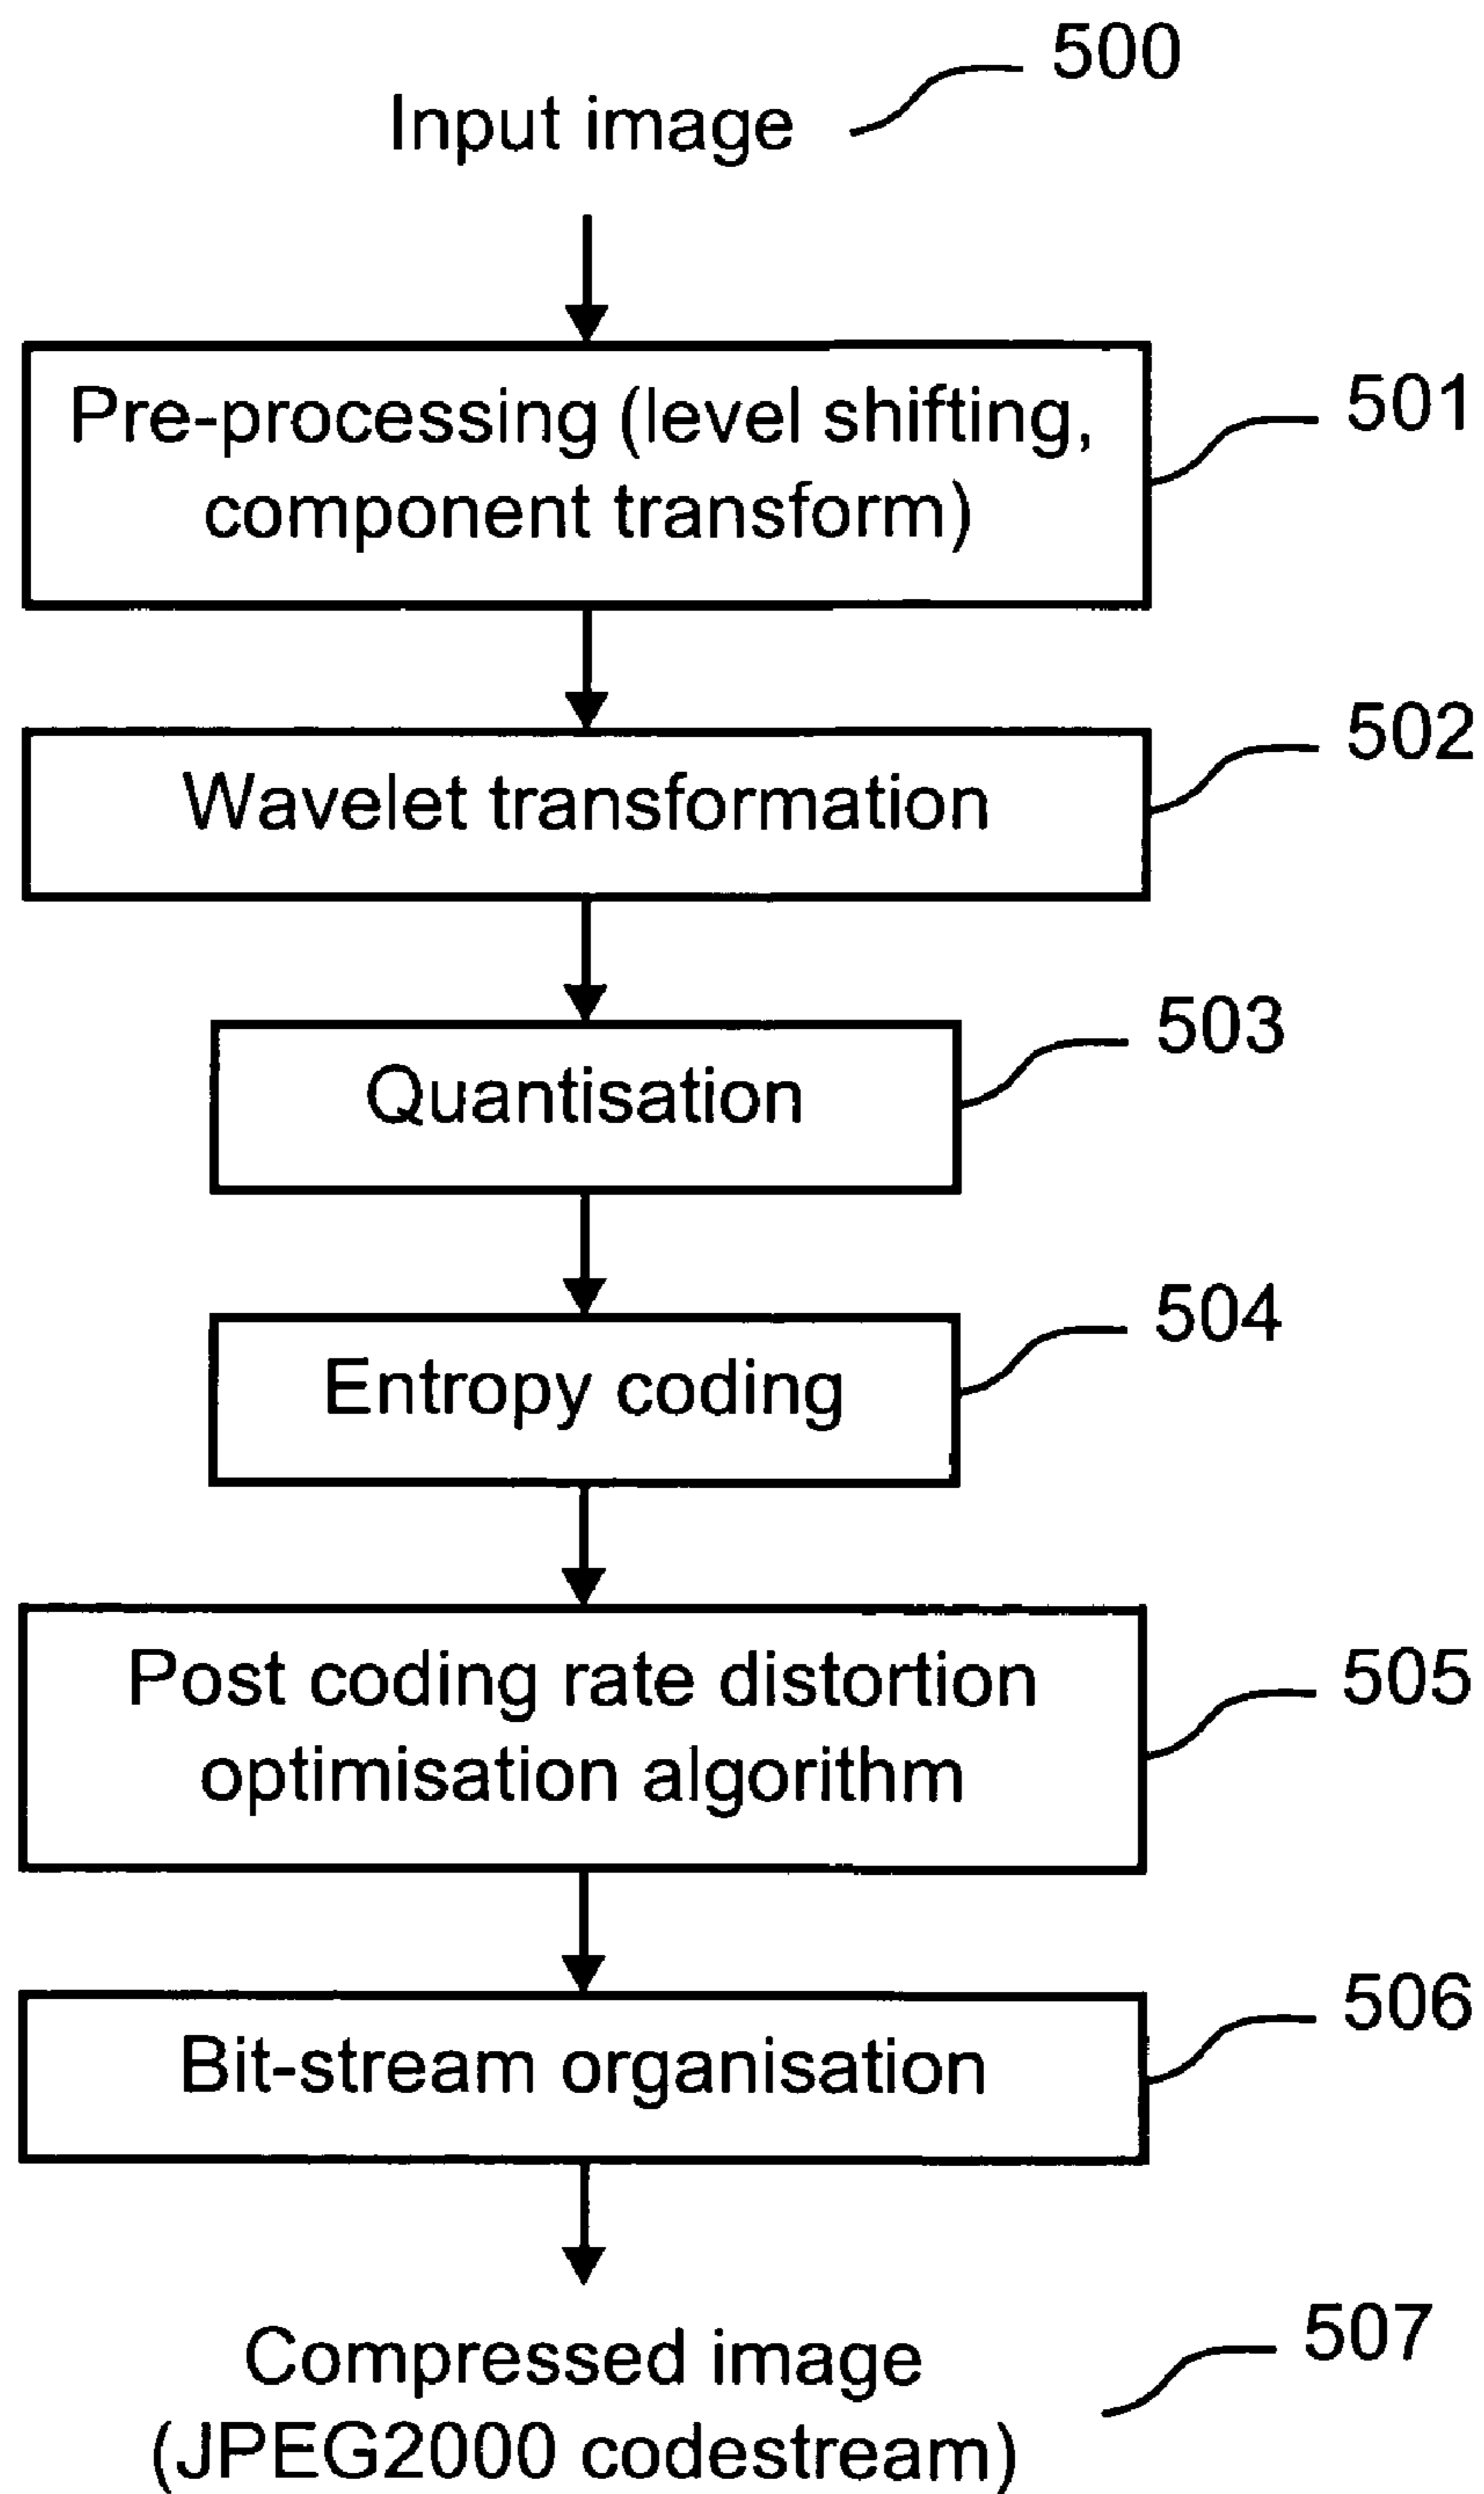 500
Input image
Pre-processing (level shifting,
component transform)
501
Wavelet transformation
502
Quantisation
503
Entropy coding
504
Post coding rate distortion
optimisation algorithm
505
Bit-stream organisation
506
Compressed image
(JPEG2000 codestream)
507